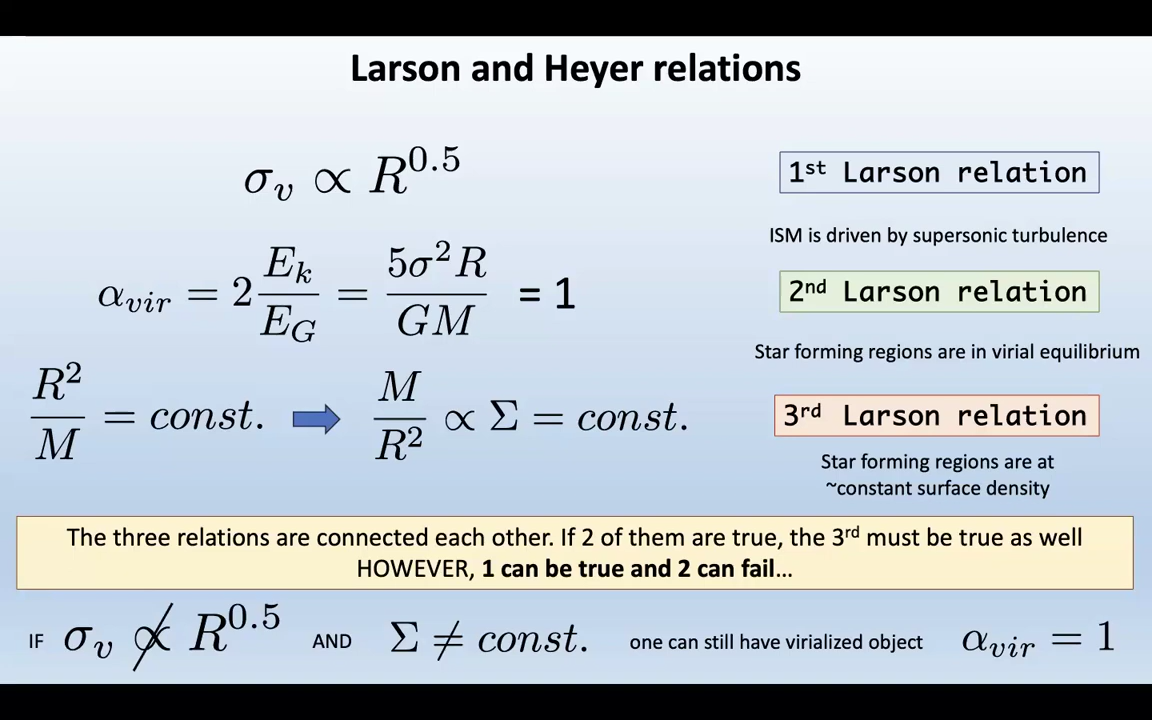 Larson and Heyer relations
σ_v ∝ R^0.5
1st Larson relation
ISM is driven by supersonic turbulence
α_vir = 2 E_k/E_G = 5σ²R/GM = 1
2nd Larson relation
Star forming regions are in virial equilibrium
R²/M = const. ➡ M/R² ∝ Σ = const.
3rd Larson relation
Star forming regions are at
~constant surface density
The three relations are connected each other. If 2 of them are true, the 3rd must be true as well
HOWEVER, 1 can be true and 2 can fail…
IF σ_v ∝̸ R^0.5 AND Σ ≠ const. one can still have virialized object α_vir = 1